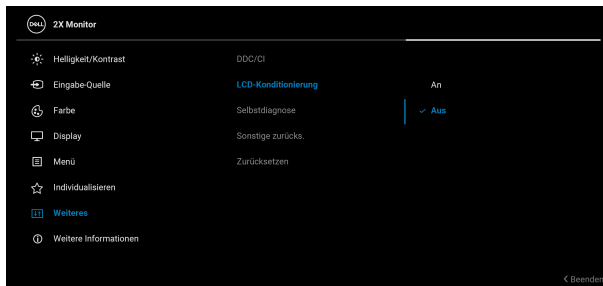 DELL 2X Monitor
Helligkeit/Kontrast
DDC/CI
Eingabe-Quelle
LCD-Konditionierung
An
Farbe
Selbstdiagnose
Aus
Display
Sonstige zurücks.
Menü
Zurücksetzen
Individualisieren
Weiteres
Weitere Informationen
Beenden